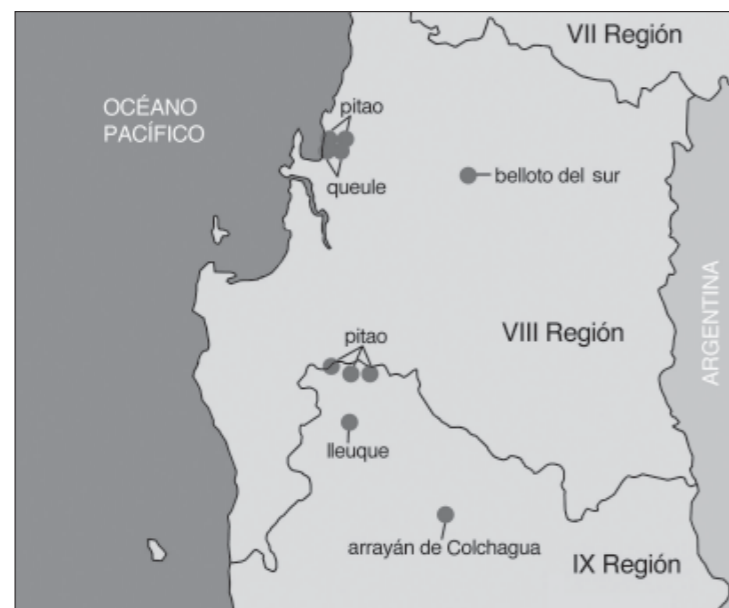 VII Región
OCÉANO
PACÍFICO
pitao
queule
belloto del sur
ARGENTINA
VIII Región
pitao
lleuque
arrayán de Colchagua
IX Región